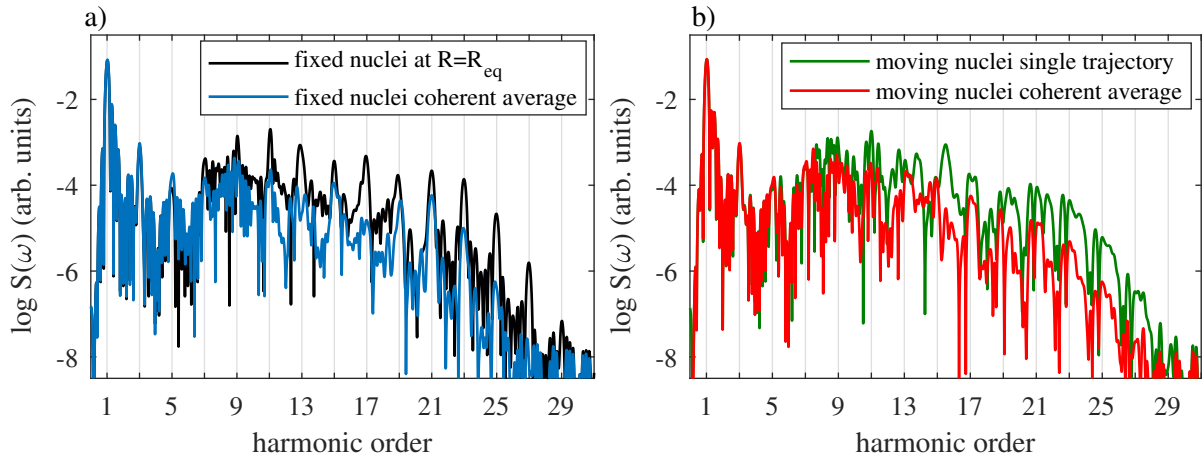 a)
fixed nuclei at R=R_eq
fixed nuclei coherent average
-2
-4
-6
-8
log S(ω) (arb. units)
1 5 9 13 17 21 25 29
harmonic order
b)
moving nuclei single trajectory
moving nuclei coherent average
-2
-4
-6
-8
log S(ω) (arb. units)
1 5 9 13 17 21 25 29
harmonic order